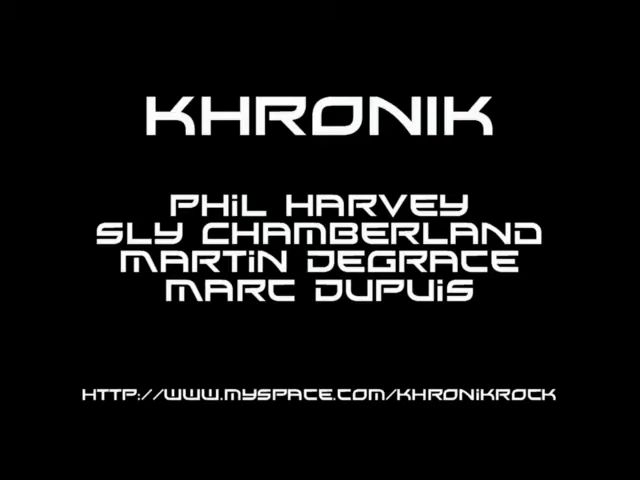 KHRONIK
PHIL HARVEY
SLY CHAMBERLAND
MARTIN DEGRACE
MARC DUPUIS
HTTP://WWW.MYSPACE.COM/KHRONIKROCK